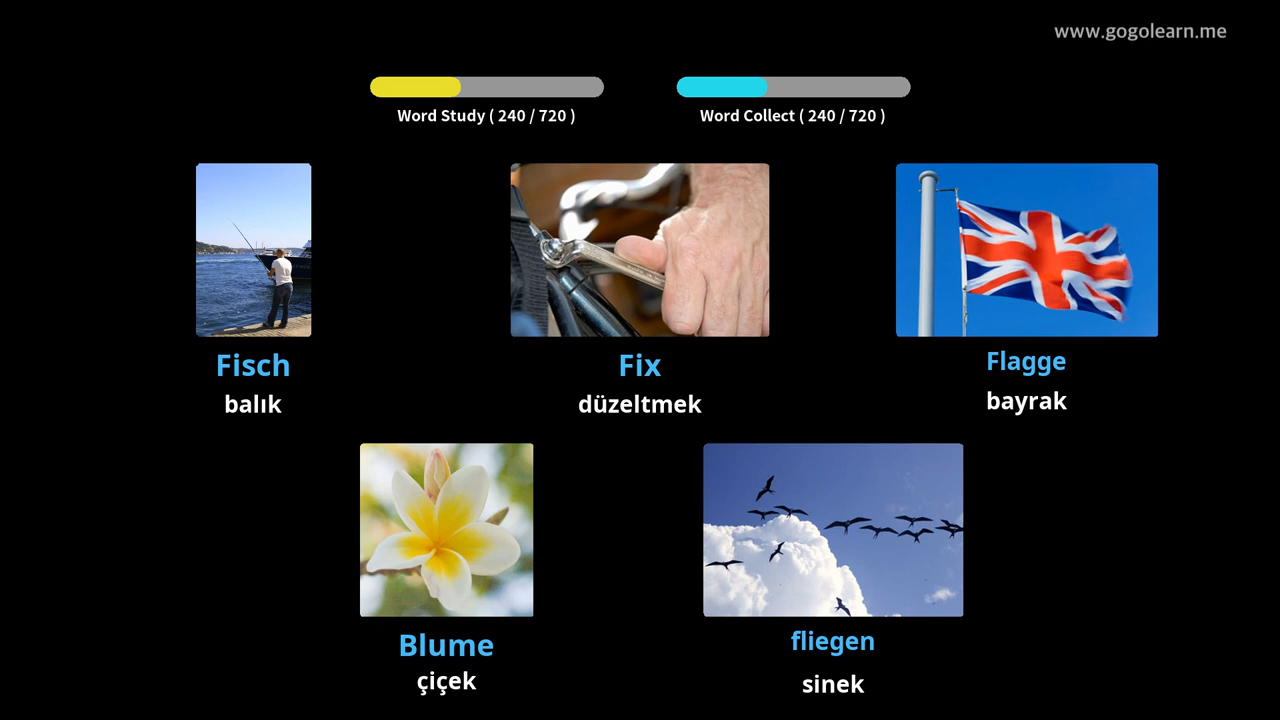 www.gogolearn.me
Word Study ( 240 / 720 )
Word Collect ( 240 / 720 )
Fisch
balık
Fix
düzeltmek
Flagge
bayrak
Blume
çiçek
fliegen
sinek